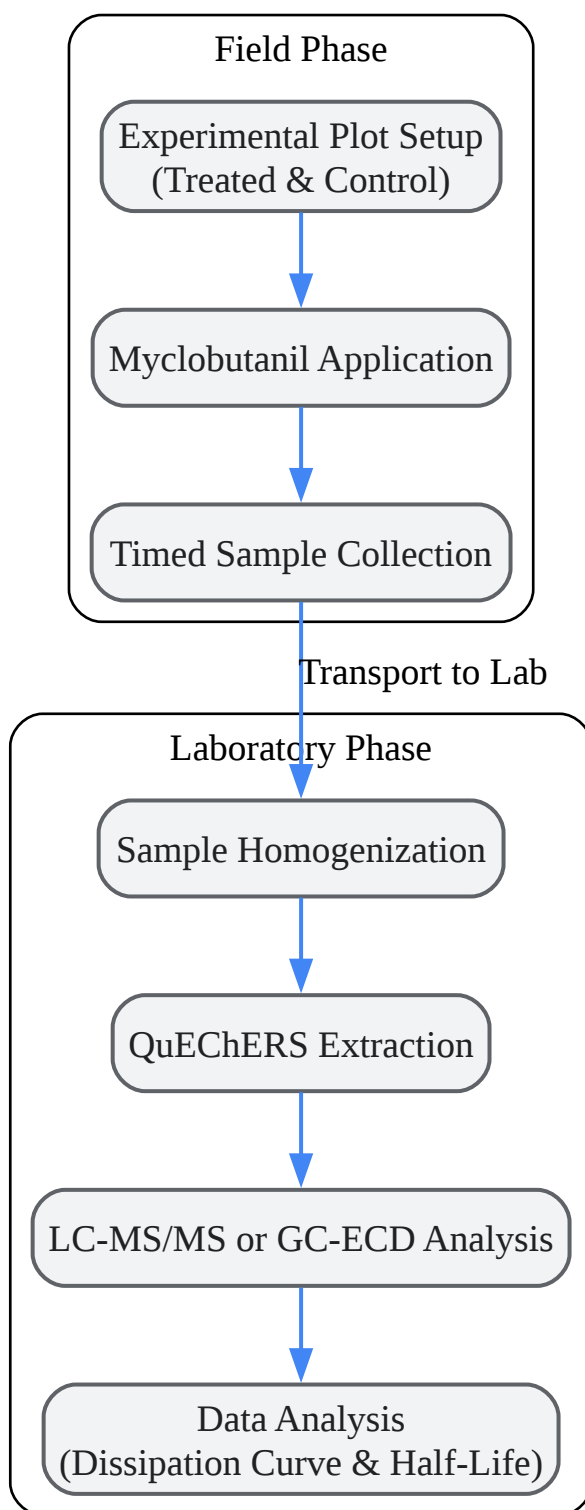 Field Phase
Experimental Plot Setup
(Treated & Control)
Myclobutanil Application
Timed Sample Collection
Transport to Lab
Laboratory Phase
Sample Homogenization
QuEChERS Extraction
LC-MS/MS or GC-ECD Analysis
Data Analysis
(Dissipation Curve & Half-Life)